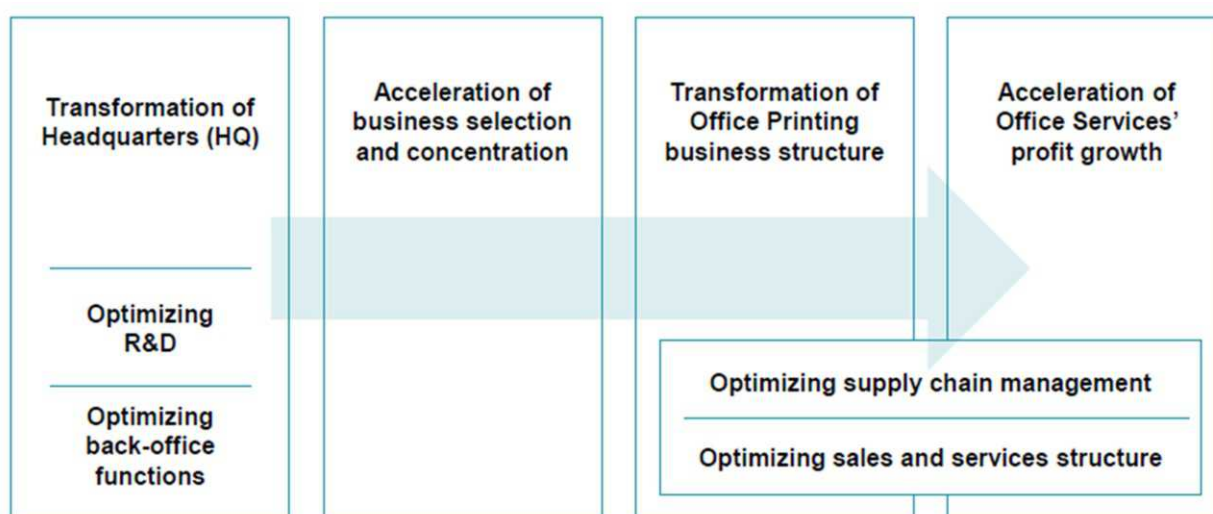 Transformation of
Headquarters (HQ)
Optimizing
R&D
Optimizing
back-office
functions
Acceleration of
business selection
and concentration
Transformation of
Office Printing
business structure
Acceleration of
Office Services’
profit growth
Optimizing supply chain management
Optimizing sales and services structure